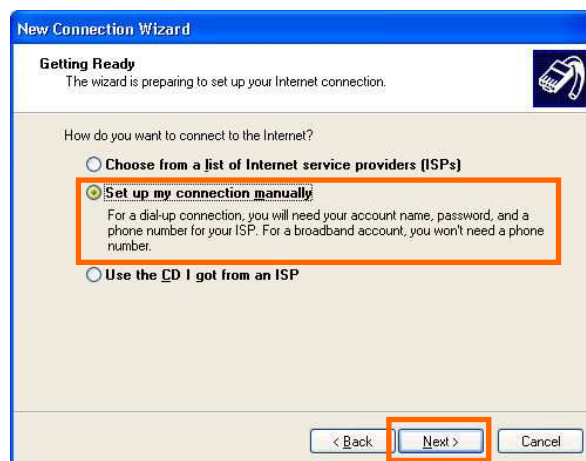 New Connection Wizard
Getting Ready
The wizard is preparing to set up your Internet connection.
How do you want to connect to the Internet?
Choose from a list of Internet service providers (ISPs)
Set up my connection manually
For a dial-up connection, you will need your account name, password, and a
phone number for your ISP. For a broadband account, you won't need a phone
number.
Use the CD I got from an ISP
< Back Next > Cancel